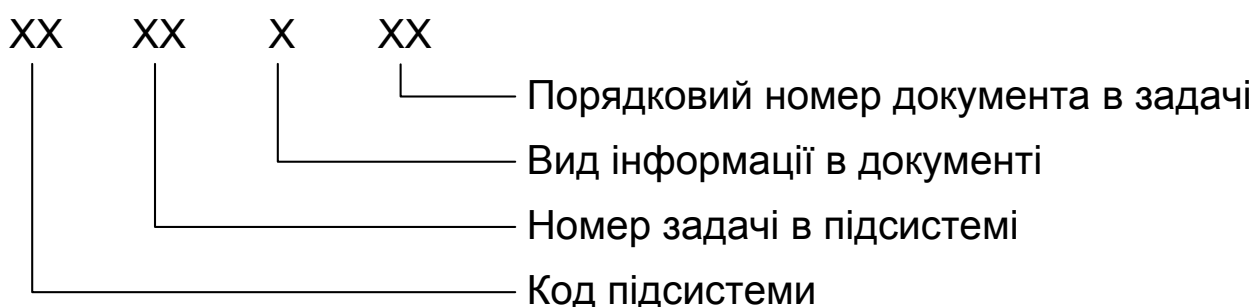 XX XX X XX
Порядковий номер документа в задачі
Вид інформації в документі
Номер задачі в підсистемі
Код підсистеми